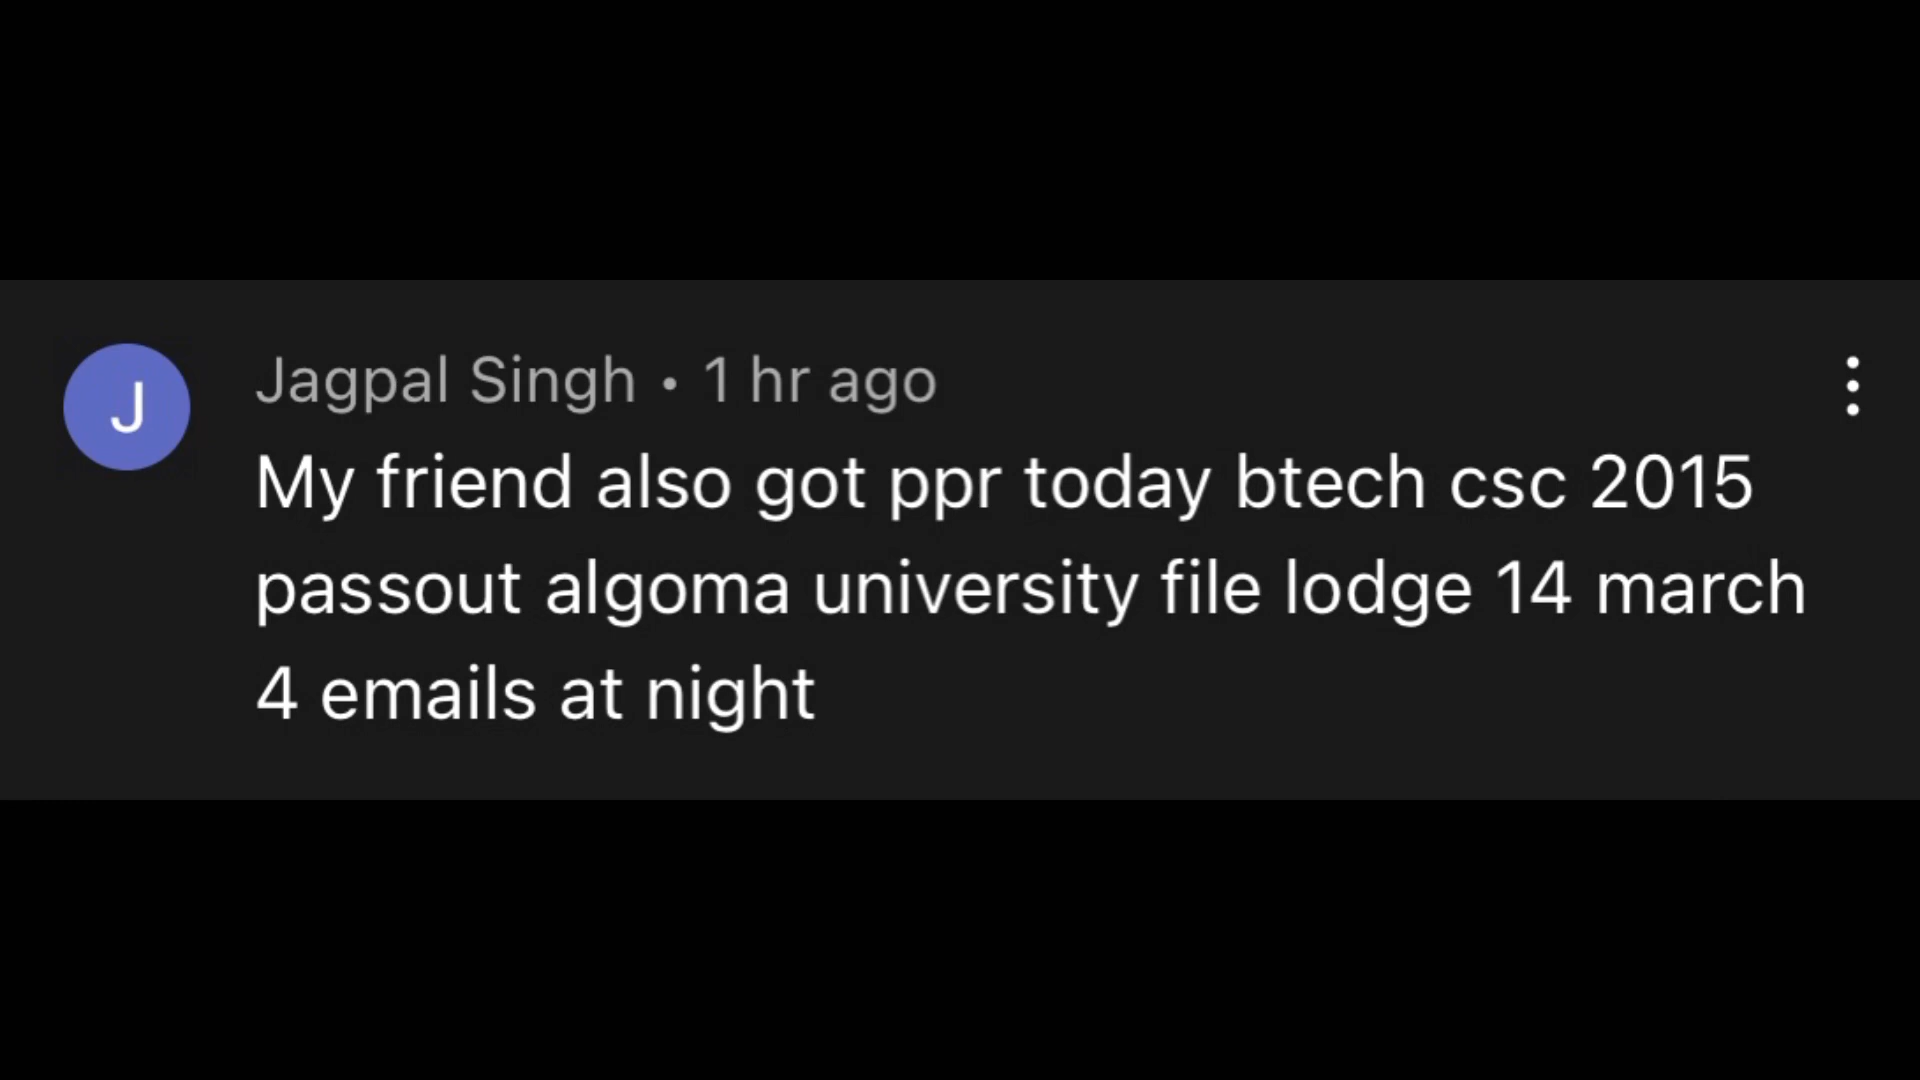 J
Jagpal Singh • 1 hr ago
My friend also got ppr today btech csc 2015
passout algoma university file lodge 14 march
4 emails at night